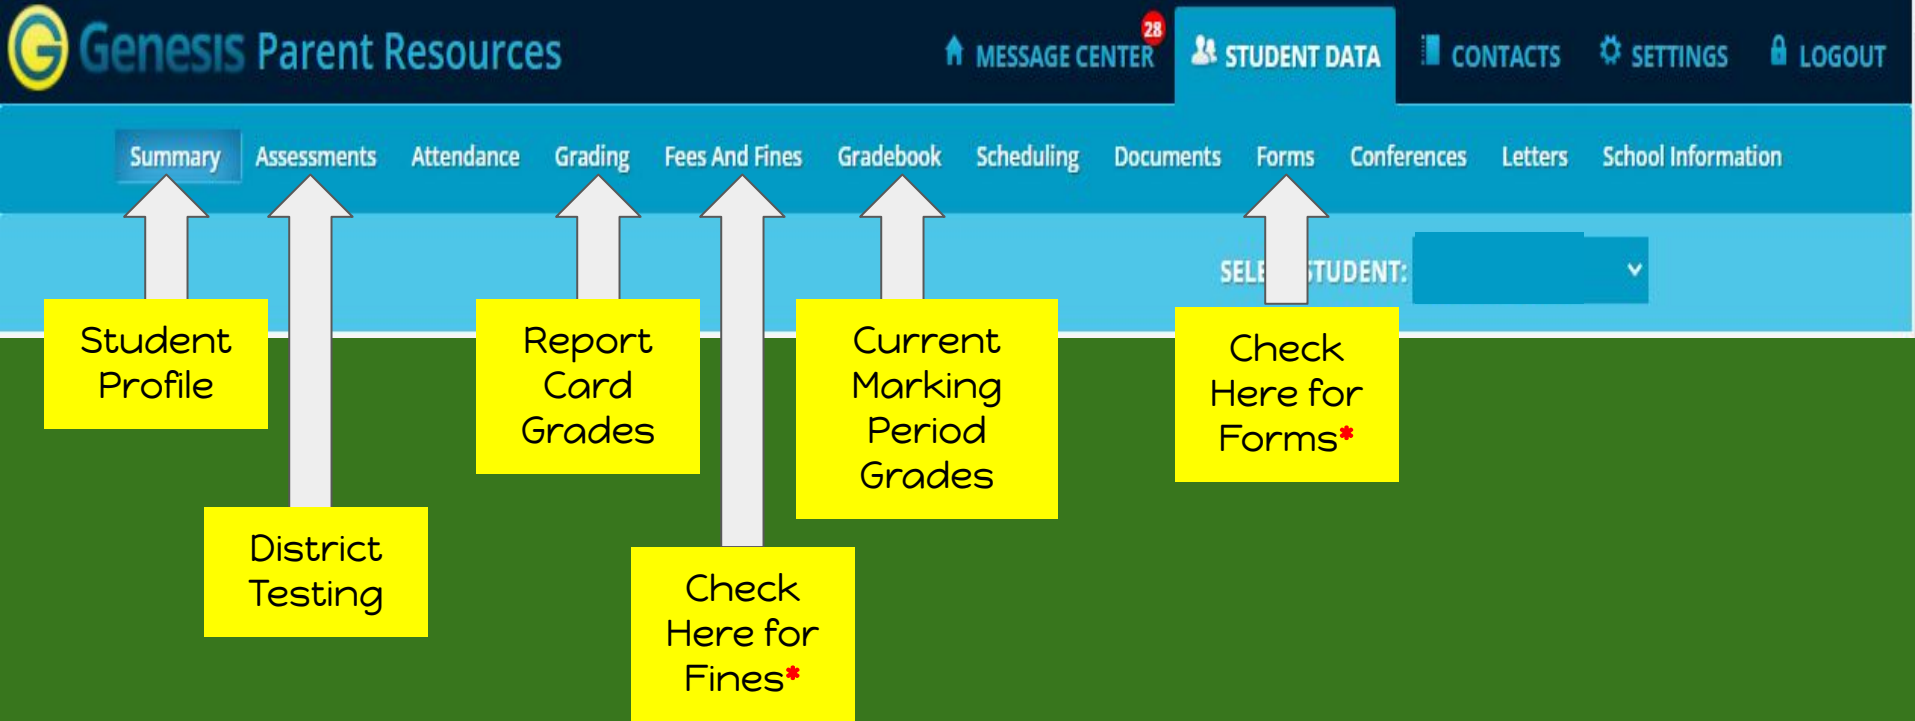 G Genesis Parent Resources
MESSAGE CENTER 28
STUDENT DATA
CONTACTS
SETTINGS
LOGOUT
Summary Assessments Attendance Grading Fees And Fines Gradebook Scheduling Documents Forms Conferences Letters School Information
STUDENT:
Student
Profile
Report
Card
Grades
Current
Marking
Period
Grades
Check
Here for
Forms*
District
Testing
Check
Here for
Fines*